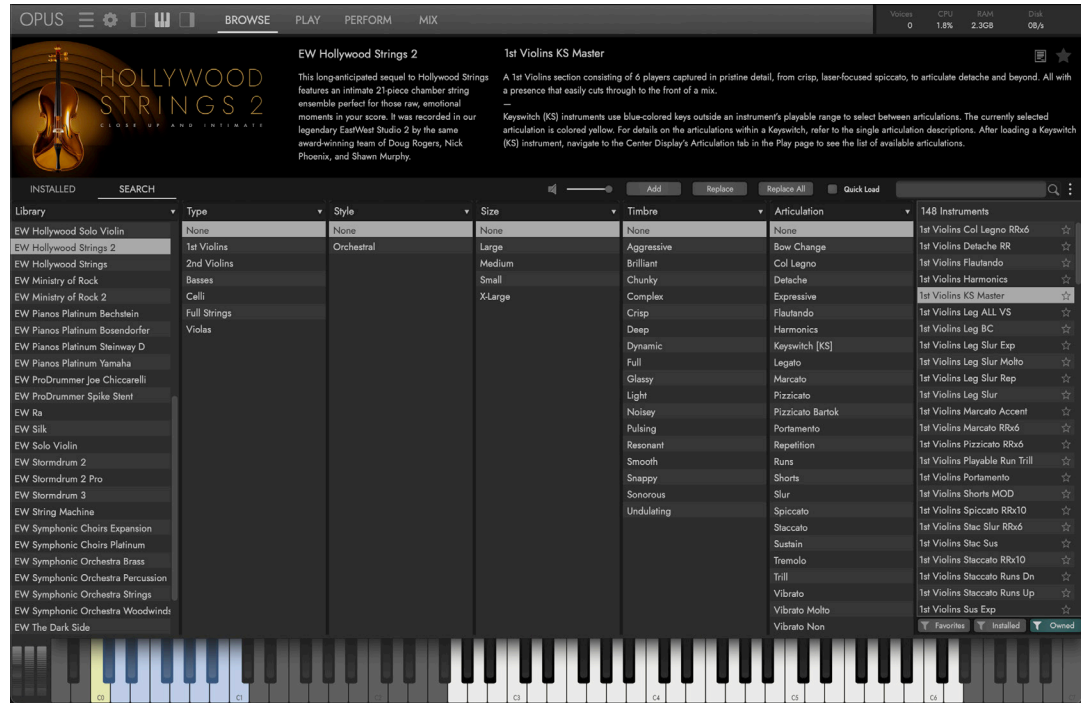 OPUS BROWSE PLAY PERFORM MIX
Voices CPU RAM Disk
0 1.8% 2.3GB 0B/s
HOLLYWOOD
STRINGS 2
CLOSE UP AND INTIMATE
EW Hollywood Strings 2
This long-anticipated sequel to Hollywood Strings
features an intimate 21-piece chamber string
ensemble perfect for those raw, emotional
moments in your score. It was recorded in our
legendary EastWest Studio 2 by the same
award-winning team of Doug Rogers, Nick
Phoenix, and Shawn Murphy.
1st Violins KS Master
A 1st Violins section consisting of 6 players captured in pristine detail, from crisp, laser-focused spiccato, to articulate detache and beyond. All with
a presence that easily cuts through to the front of a mix.
—
Keyswitch (KS) instruments use blue-colored keys outside an instrument's playable range to select between articulations. The currently selected
articulation is colored yellow. For details on the articulations within a Keyswitch, refer to the single articulation descriptions. After loading a Keyswitch
(KS) instrument, navigate to the Center Display's Articulation tab in the Play page to see the list of available articulations.
INSTALLED SEARCH Add Replace Replace All Quick Load
Library
EW Hollywood Solo Violin
EW Hollywood Strings 2
EW Hollywood Strings
EW Ministry of Rock
EW Ministry of Rock 2
EW Pianos Platinum Bechstein
EW Pianos Platinum Bosendorfer
EW Pianos Platinum Steinway D
EW Pianos Platinum Yamaha
EW ProDrummer Joe Chiccarelli
EW ProDrummer Spike Stent
EW Ra
EW Silk
EW Solo Violin
EW Stormdrum 2
EW Stormdrum 2 Pro
EW Stormdrum 3
EW String Machine
EW Symphonic Choirs Expansion
EW Symphonic Choirs Platinum
EW Symphonic Orchestra Brass
EW Symphonic Orchestra Percussion
EW Symphonic Orchestra Strings
EW Symphonic Orchestra Woodwinds
EW The Dark Side
Type
None
1st Violins
2nd Violins
Basses
Celli
Full Strings
Violas
Style
None
Orchestral
Size
None
Large
Medium
Small
X-Large
Timbre
None
Aggressive
Brilliant
Chunky
Complex
Crisp
Deep
Dynamic
Full
Glassy
Light
Noisey
Pulsing
Resonant
Smooth
Snappy
Sonorous
Undulating
Articulation
None
Bow Change
Col Legno
Detache
Expressive
Flautando
Harmonics
Keyswitch [KS]
Legato
Marcato
Pizzicato
Pizzicato Bartok
Portamento
Repetition
Runs
Shorts
Slur
Spiccato
Staccato
Sustain
Tremolo
Trill
Vibrato
Vibrato Molto
Vibrato Non
148 Instruments
1st Violins Col Legno RRx6
1st Violins Detache RR
1st Violins Flautando
1st Violins Harmonics
1st Violins KS Master
1st Violins Leg ALL VS
1st Violins Leg BC
1st Violins Leg Slur Exp
1st Violins Leg Slur Molto
1st Violins Leg Slur Rep
1st Violins Leg Slur
1st Violins Marcato Accent
1st Violins Marcato RRx6
1st Violins Pizzicato RRx6
1st Violins Playable Run Trill
1st Violins Portamento
1st Violins Shorts MOD
1st Violins Spiccato RRx10
1st Violins Stac Slur RRx6
1st Violins Stac Sus
1st Violins Staccato RRx10
1st Violins Staccato Runs Dn
1st Violins Staccato Runs Up
1st Violins Sus Exp
Favorites Installed Owned
C0 C1 C2 C3 C4 C5 C6